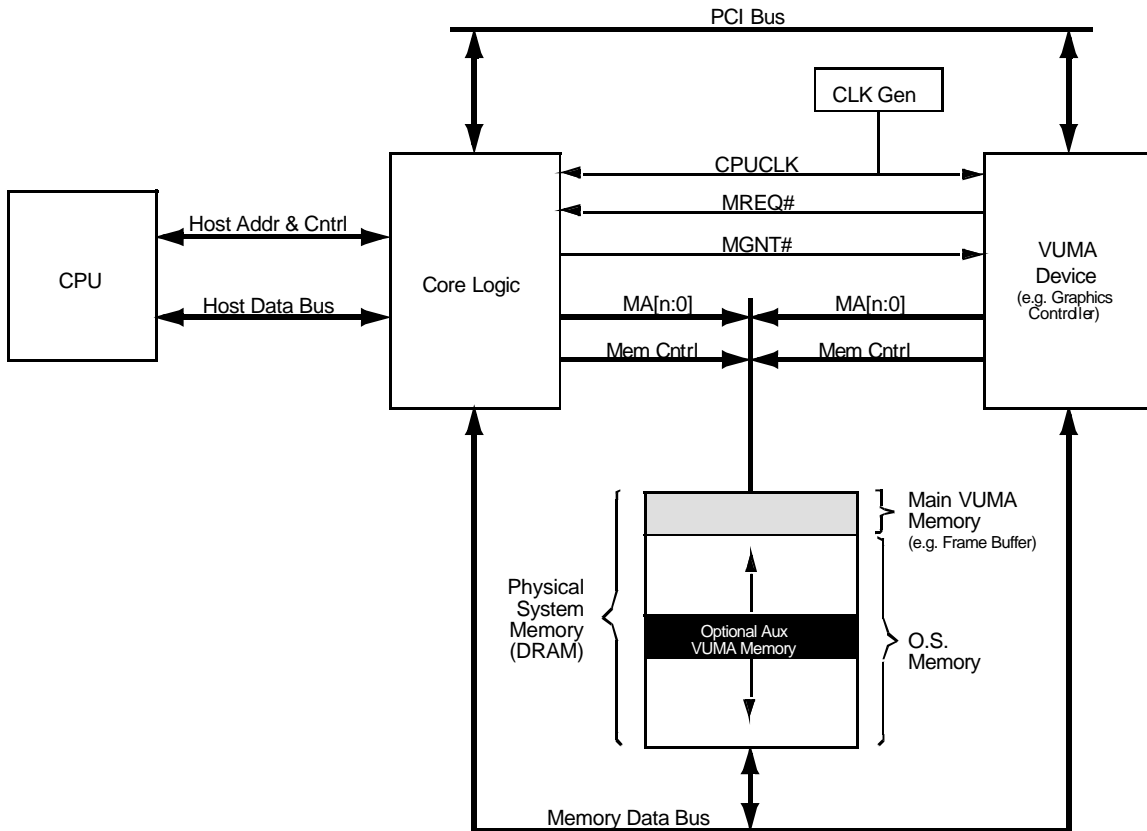 PCI Bus
CLK Gen
CPUCLK
MREQ#
MGNT#
Host Addr & Cntrl
Host Data Bus
CPU
Core Logic
VUMA
Device
(e.g. Graphics
Controller)
MA[n:0]
MA[n:0]
Mem Cntrl
Mem Cntrl
Main VUMA
Memory
(e.g. Frame Buffer)
Physical
System
Memory
(DRAM)
Optional Aux
VUMA Memory
O.S.
Memory
Memory Data Bus